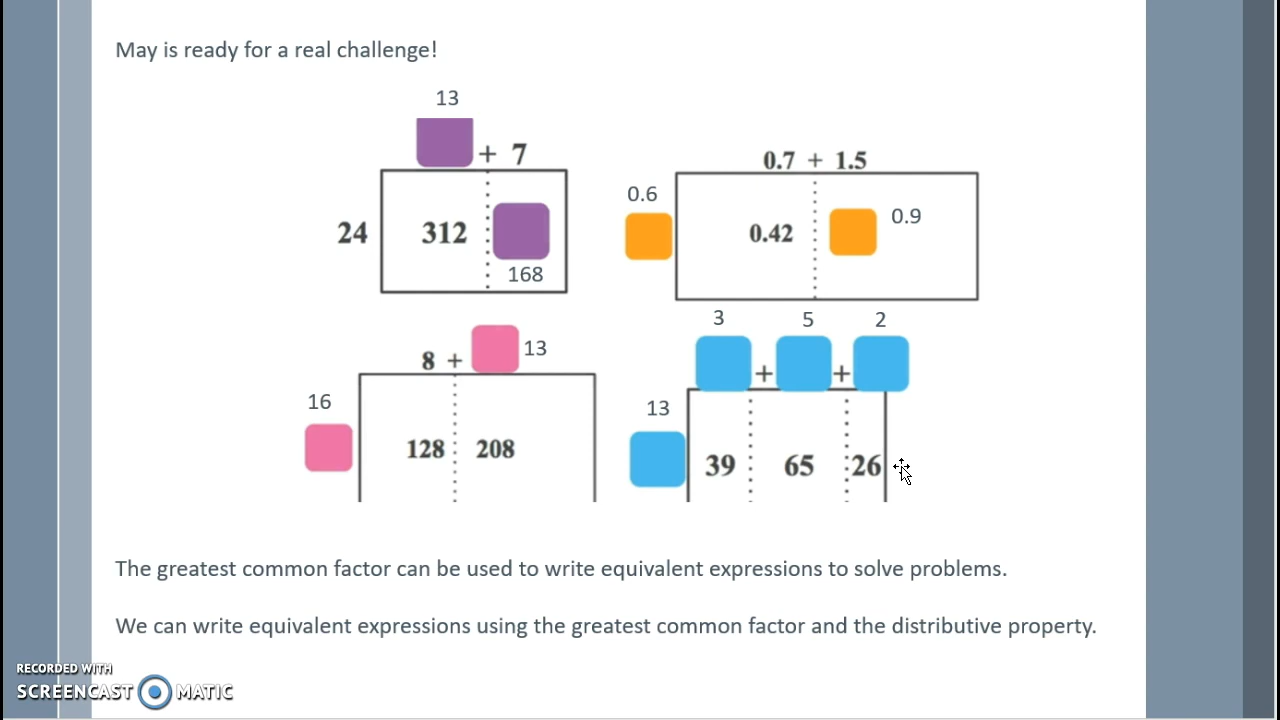 May is ready for a real challenge!
13
+ 7
24 312
168
0.7 + 1.5
0.6
0.42 0.9
8 + 13
16
128 208
3 5 2
+ +
13
39 65 26
The greatest common factor can be used to write equivalent expressions to solve problems.
We can write equivalent expressions using the greatest common factor and the distributive property.
RECORDED WITH
SCREENCAST MATIC